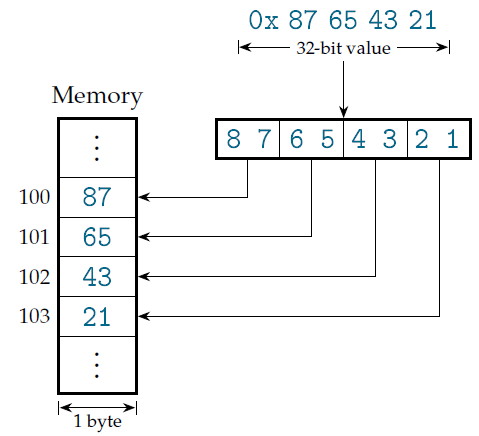 0x 87 65 43 21
32-bit value
Memory
8 7 6 5 4 3 2 1
100 87
101 65
102 43
103 21
1 byte